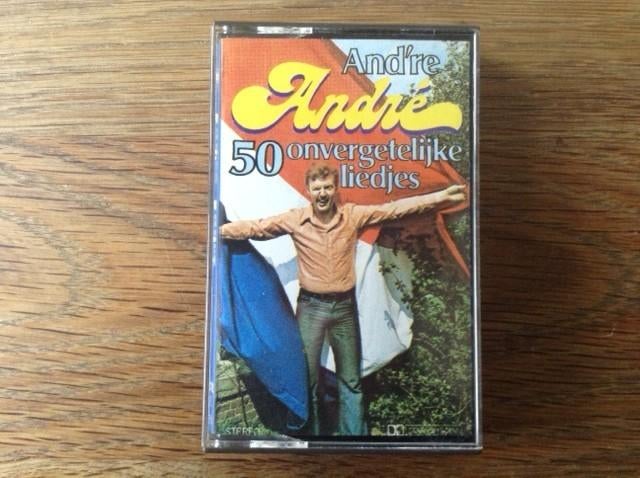 And're
André
50 onvergetelijke
liedjes
STEREO